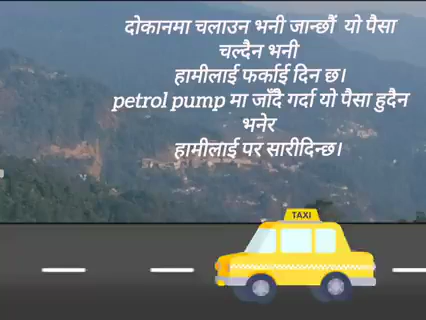 दोकानमा चलाउन भनी जान्छौं यो पैसा
चल्दैन भनी
हामीलाई फर्काई दिन छ।
petrol pump मा जाँदै गर्दा यो पैसा हुदैन
भनेर
हामीलाई पर सारीदिन्छ।
TAXI